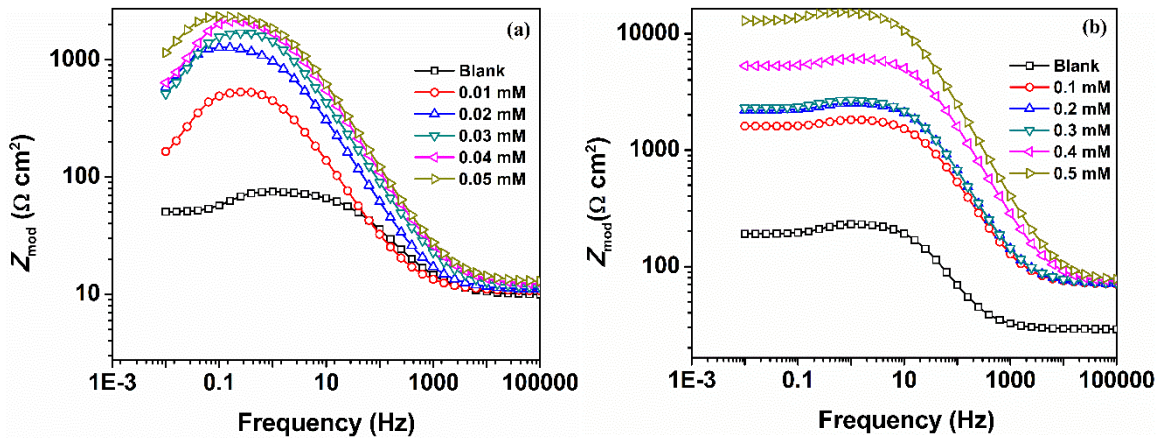 (a)
1000
100
10
Z_mod (Ω cm²)
Blank
0.01 mM
0.02 mM
0.03 mM
0.04 mM
0.05 mM
1E-3 0.1 10 1000 100000
Frequency (Hz)
(b)
10000
1000
100
Z_mod (Ω cm²)
Blank
0.1 mM
0.2 mM
0.3 mM
0.4 mM
0.5 mM
1E-3 0.1 10 1000 100000
Frequency (Hz)